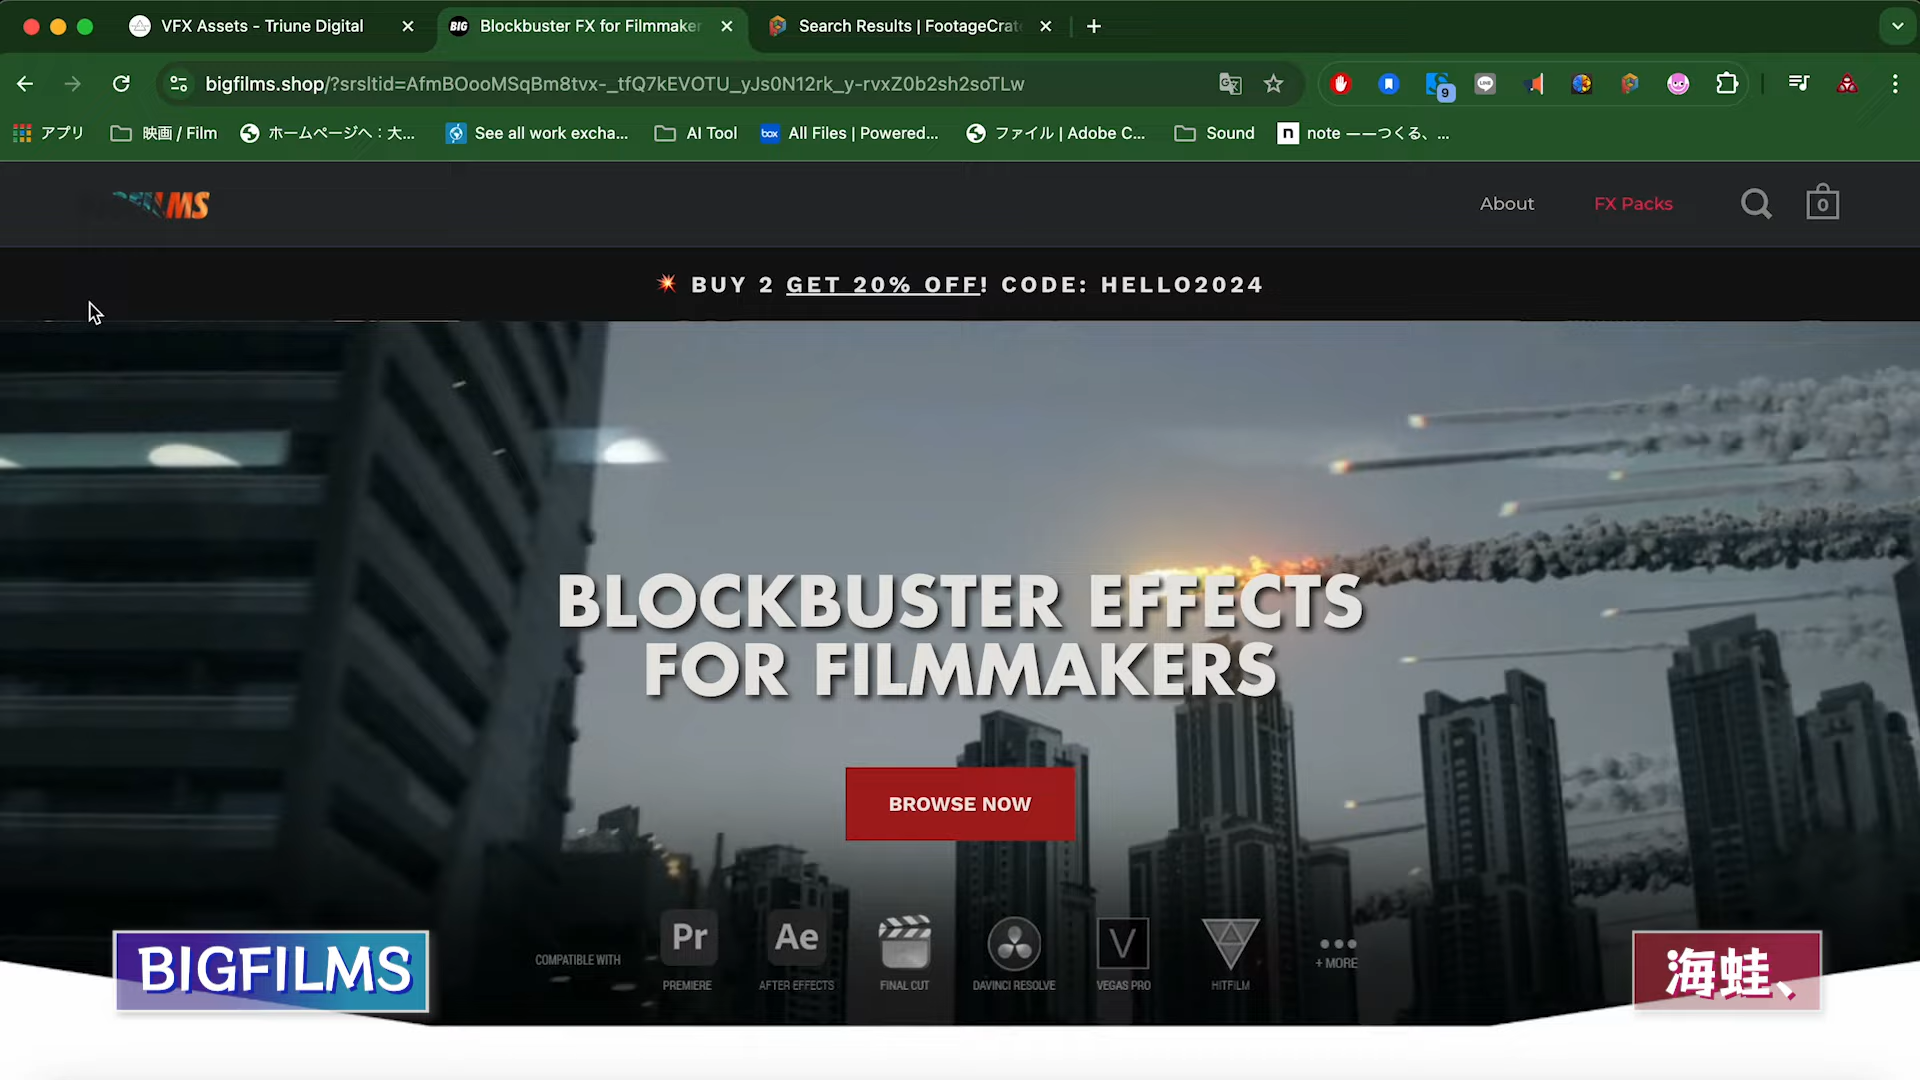 VFX Assets - Triune Digital
BIG
Blockbuster FX for Filmmaker
Search Results | FootageCrate
bigfilms.shop/?srsltid=AfmBOooMSqBm8tvx-_tfQ7kEVOTU_yJs0N12rk_y-rvxZ0b2sh2soTLw
9
アプリ
映画 / Film
ホームページへ：大...
See all work excha...
AI Tool
box
All Files | Powered...
ファイル | Adobe C...
Sound
n
note ——つくる、...
About
FX Packs
0
BUY 2 GET 20% OFF! CODE: HELLO2024
BLOCKBUSTER EFFECTS
FOR FILMMAKERS
BROWSE NOW
COMPATIBLE WITH
Pr
PREMIERE
Ae
AFTER EFFECTS
FINAL CUT
DAVINCI RESOLVE
V
VEGAS PRO
HITFILM
+ MORE
BIGFILMS
海蛙、